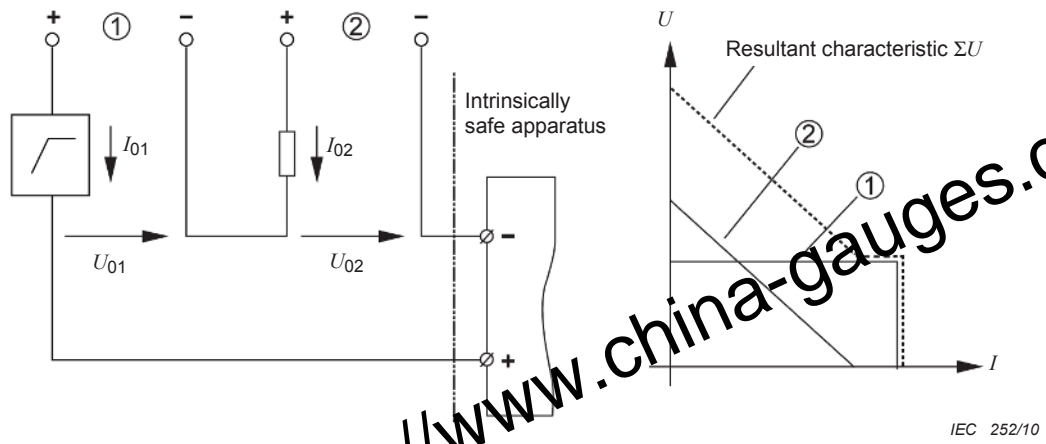 + ① − + ② −
I01
I02
U01
U02
Intrinsically
safe apparatus
−
+
U
Resultant characteristic ΣU
②
①
I
//www.china-gauges.c
IEC 252/10